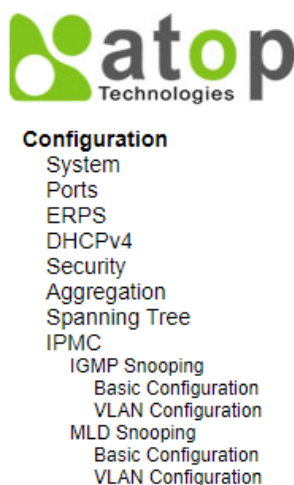 atop
Technologies
Configuration
System
Ports
ERPS
DHCPv4
Security
Aggregation
Spanning Tree
IPMC
IGMP Snooping
Basic Configuration
VLAN Configuration
MLD Snooping
Basic Configuration
VLAN Configuration